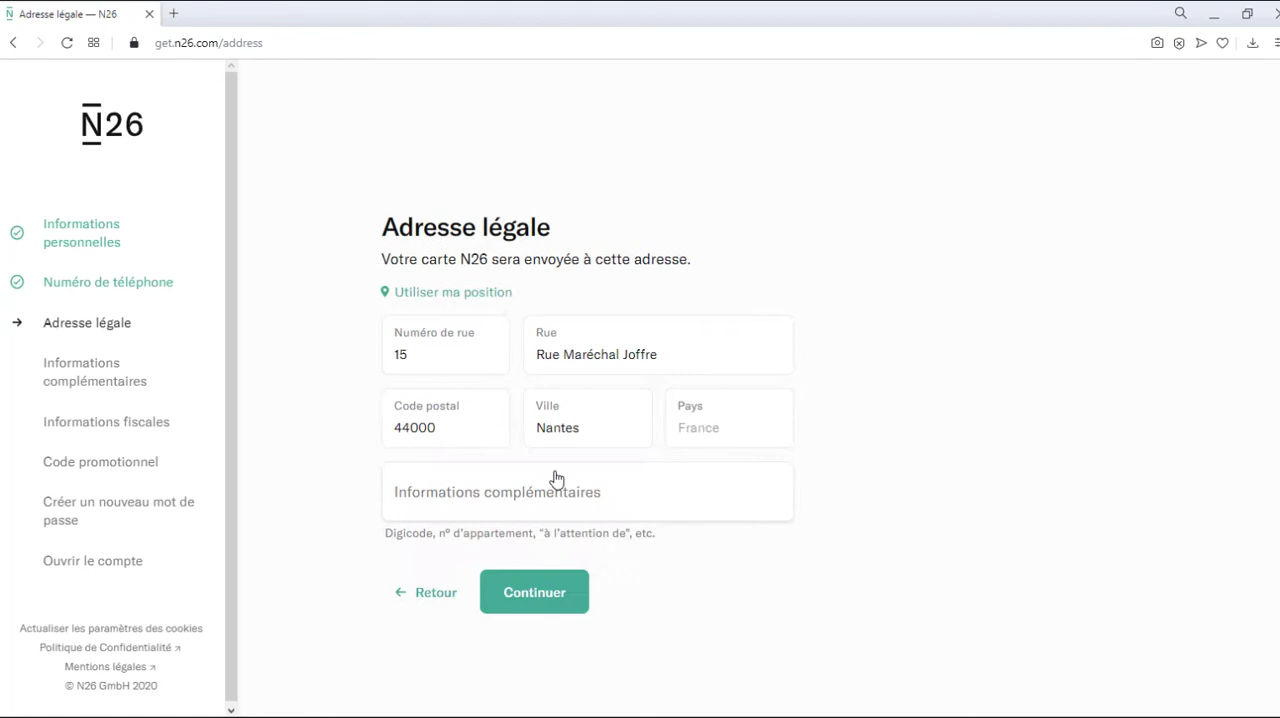 Adresse légale — N26
get.n26.com/address
N26
Informations
personnelles
Numéro de téléphone
Adresse légale
Informations
complémentaires
Informations fiscales
Code promotionnel
Créer un nouveau mot de
passe
Ouvrir le compte
Actualiser les paramètres des cookies
Politique de Confidentialité ↗
Mentions légales ↗
© N26 GmbH 2020
Adresse légale
Votre carte N26 sera envoyée à cette adresse.
Utiliser ma position
Numéro de rue
15
Rue
Rue Maréchal Joffre
Code postal
44000
Ville
Nantes
Pays
France
Informations complémentaires
Digicode, nº d'appartement, “à l'attention de”, etc.
← Retour
Continuer